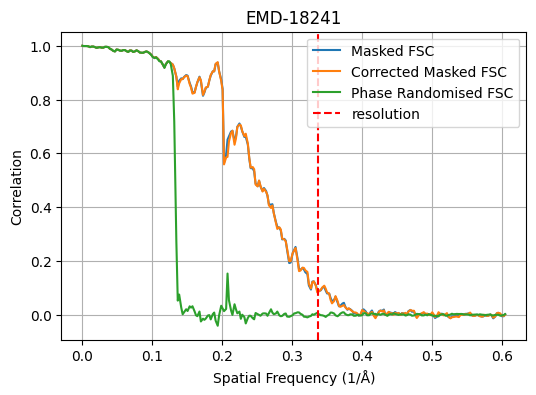 EMD-18241
Masked FSC
Corrected Masked FSC
Phase Randomised FSC
resolution
Correlation
1.0
0.8
0.6
0.4
0.2
0.0
0.0 0.1 0.2 0.3 0.4 0.5 0.6
Spatial Frequency (1/Å)